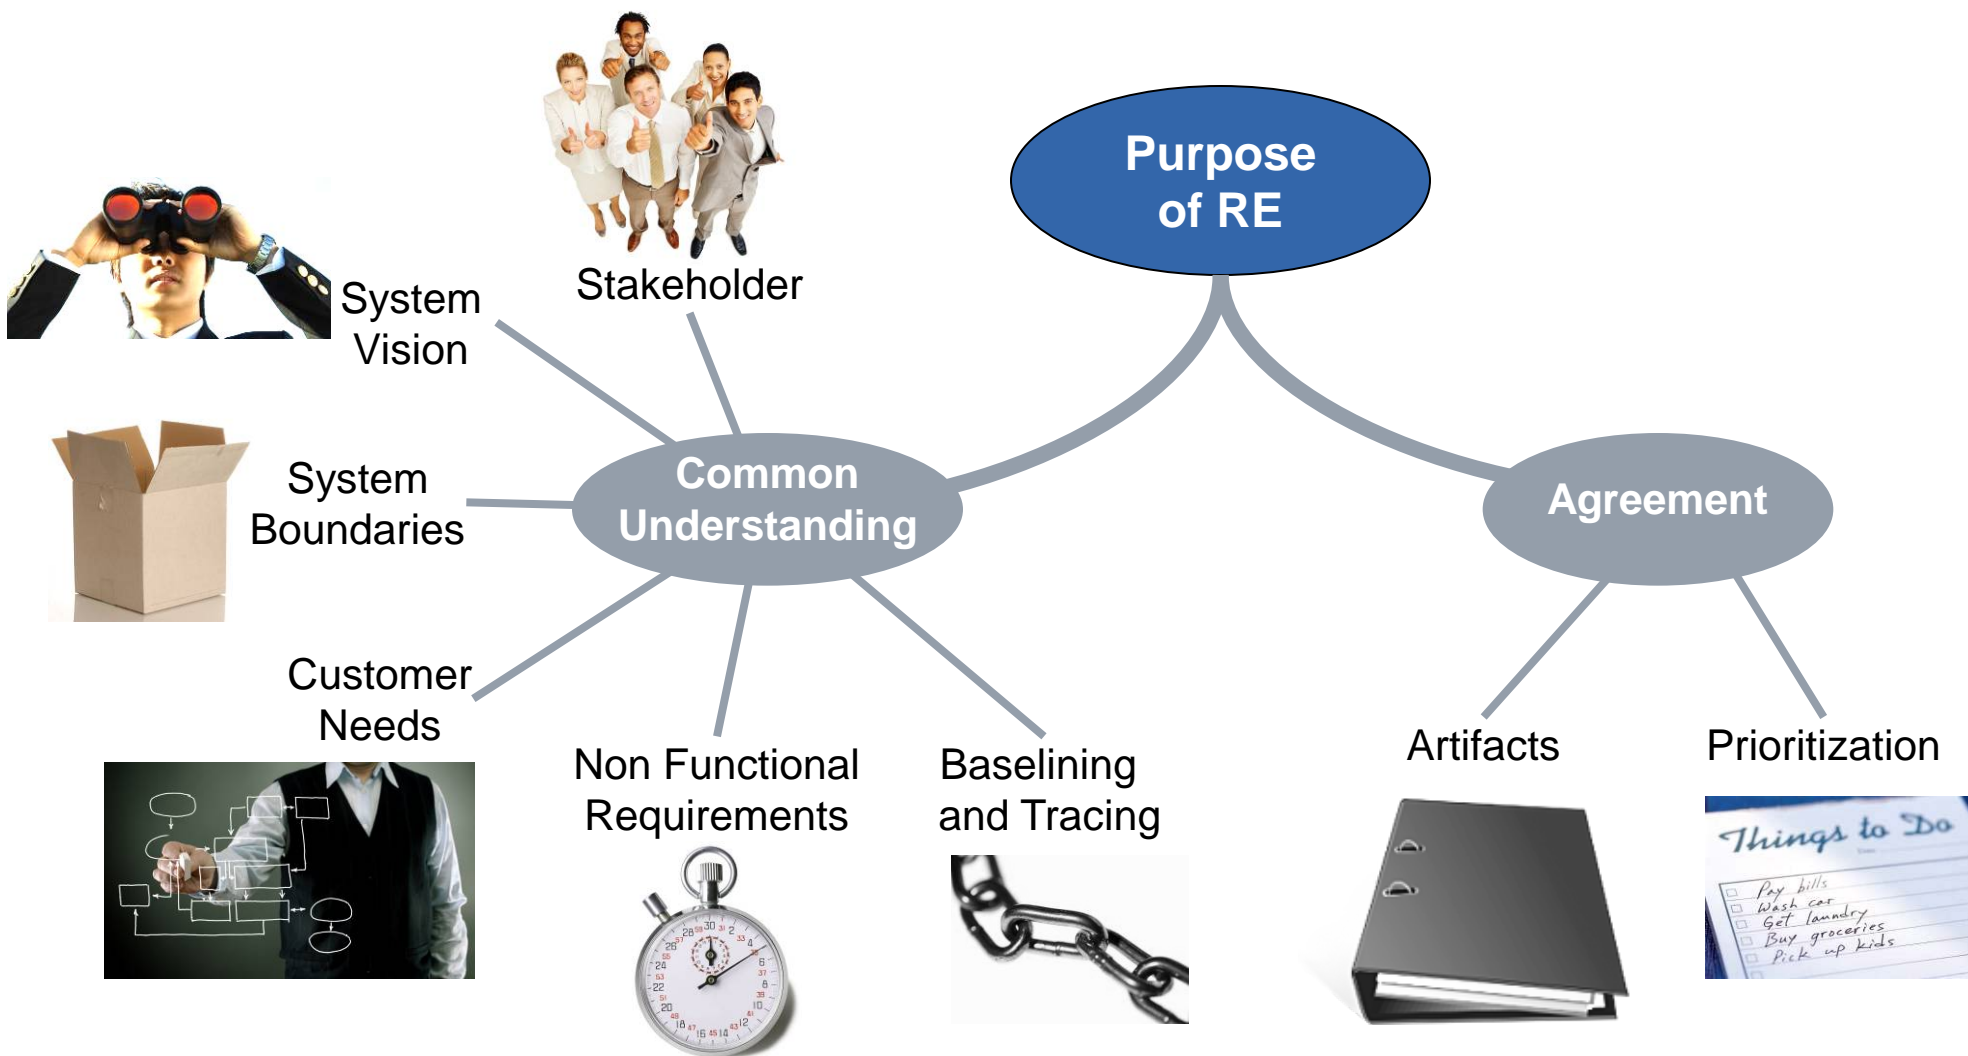 Purpose
of RE
Stakeholder
System
Vision
System
Boundaries
Common
Understanding
Agreement
Customer
Needs
Non Functional
Requirements
Baselining
and Tracing
Artifacts
Prioritization
Things to Do
Pay bills
Wash car
Get laundry
Buy groceries
Pick up kids